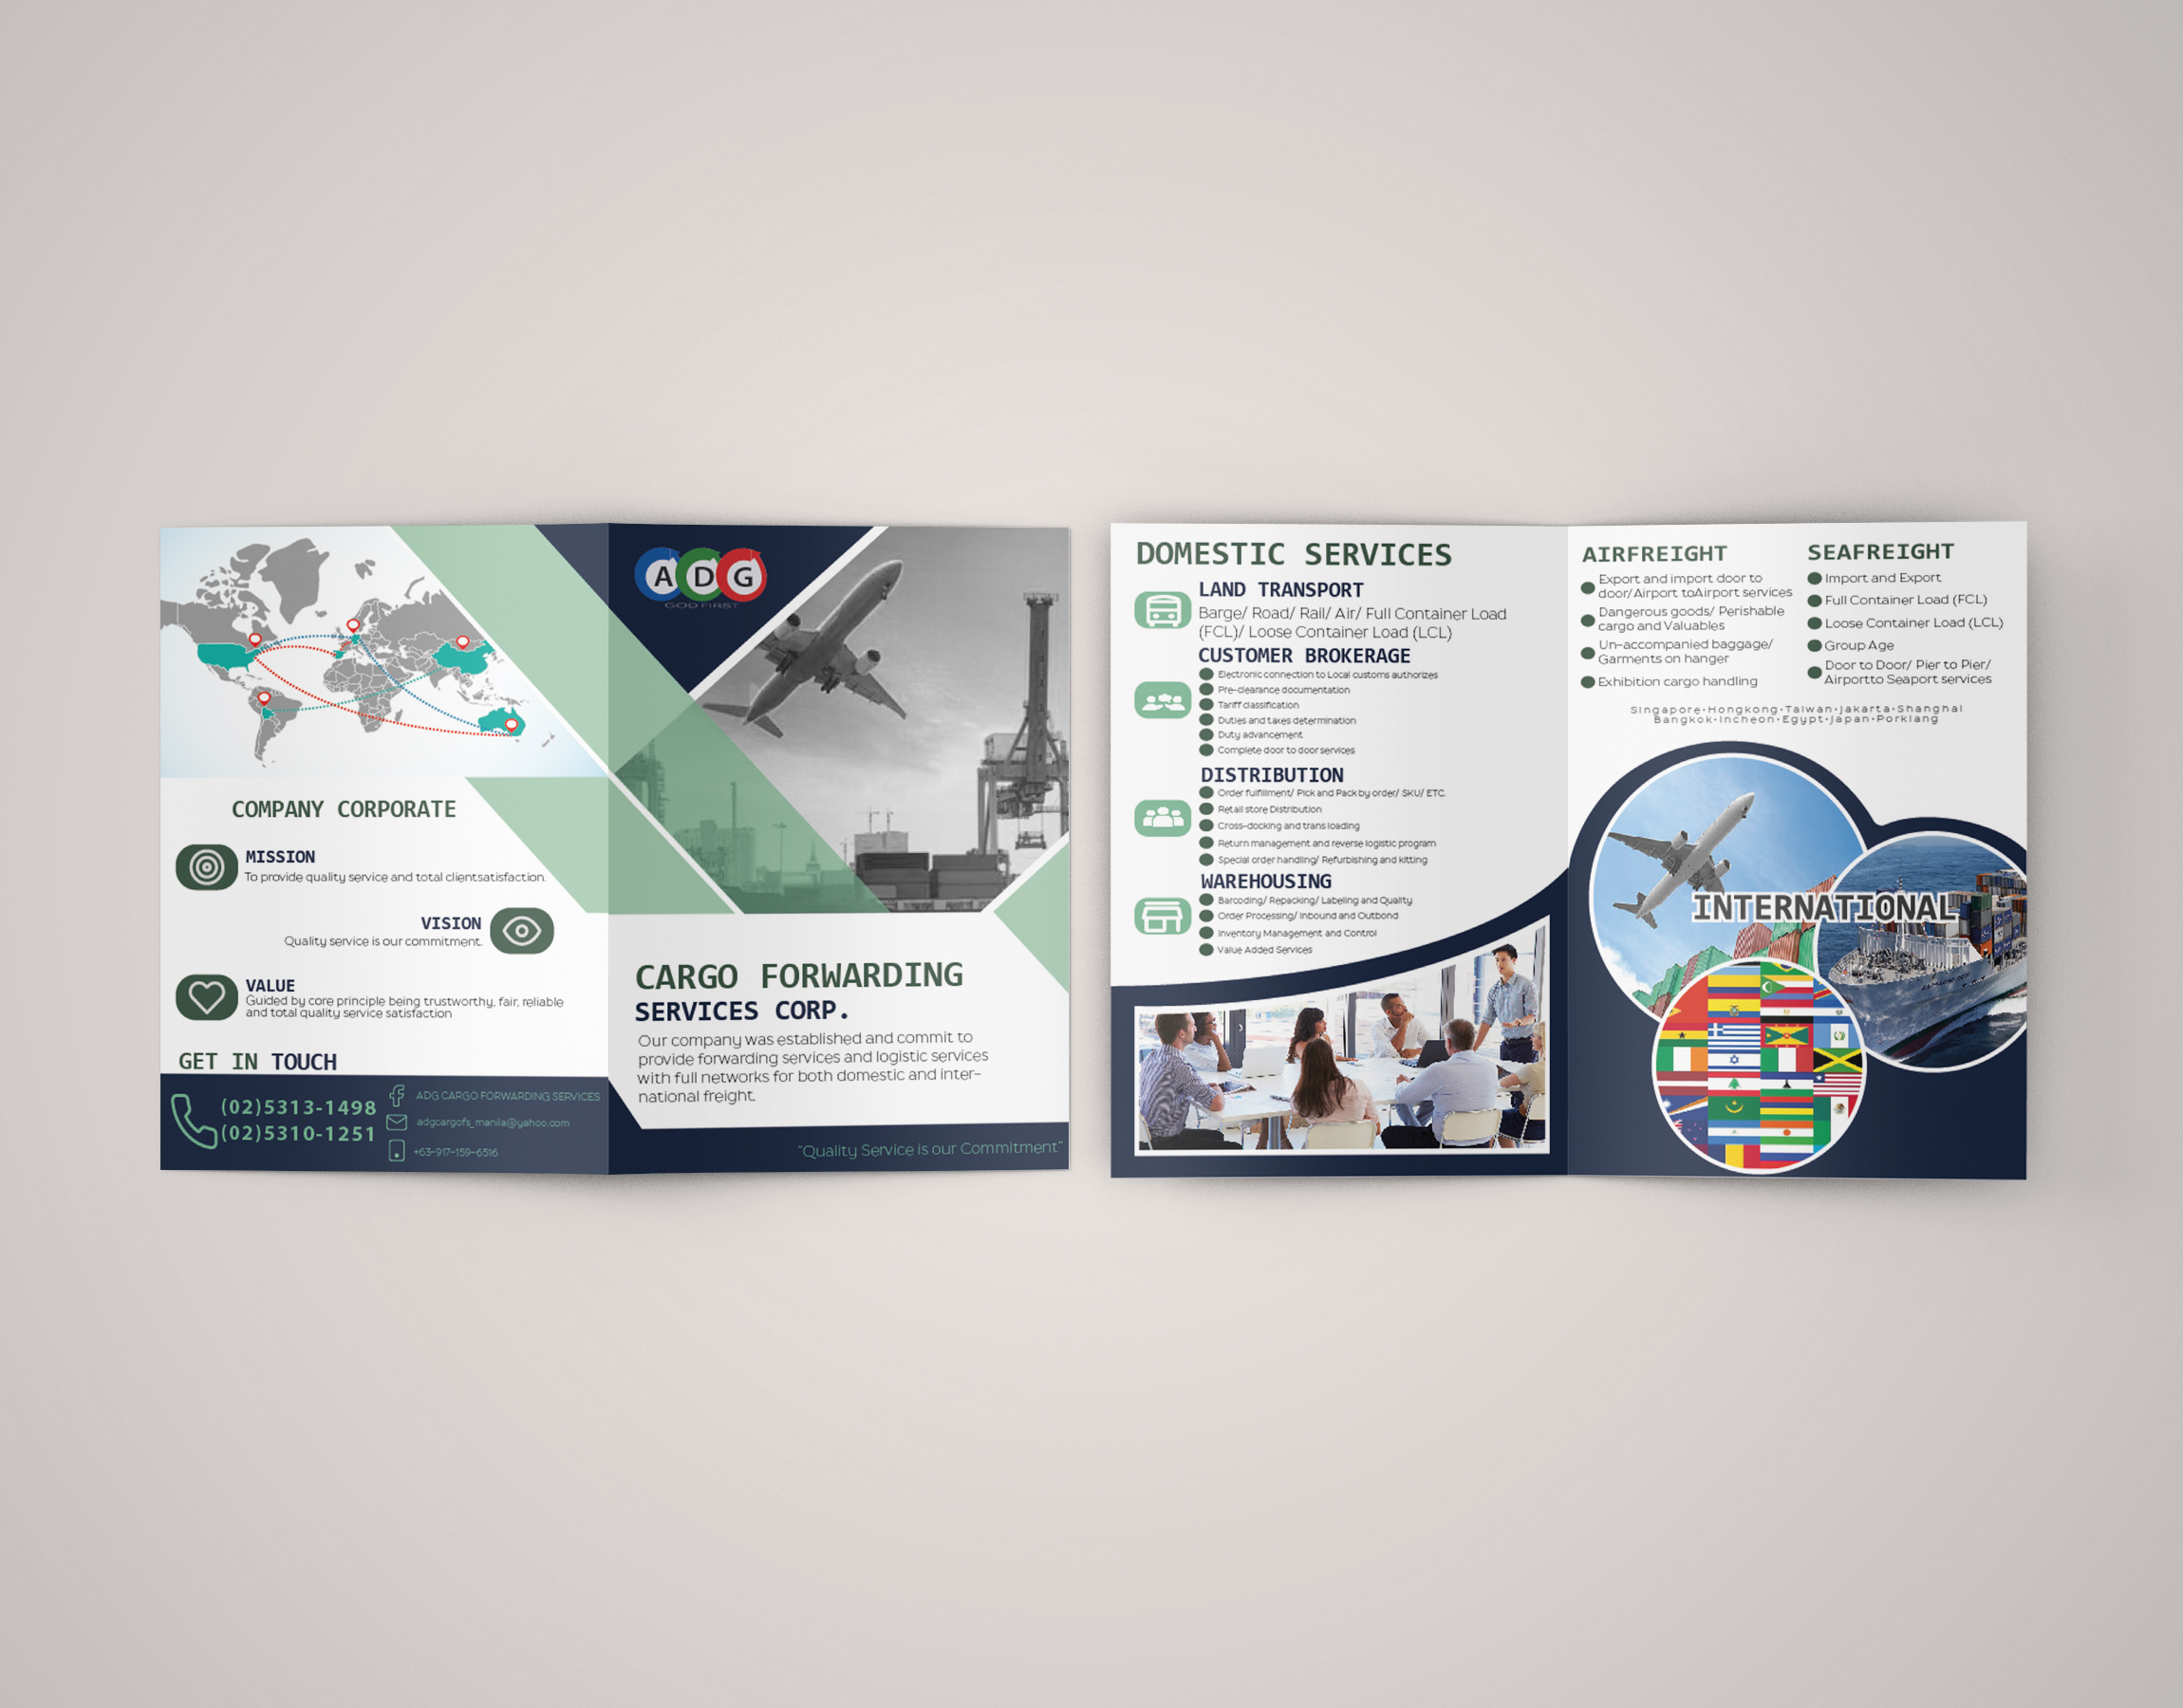 COMPANY CORPORATE
MISSION
To provide quality service and total clientsatisfaction.
VISION
Quality service is our commitment.
VALUE
Guided by core principle being trustworthy, fair, reliable
and total quality service satisfaction
GET IN TOUCH
(02)5313-1498
(02)5310-1251
ADG CARGO FORWARDING SERVICES
adgcargofs_manila@yahoo.com
+63-917-159-6516
ADG
GOD FIRST
CARGO FORWARDING
SERVICES CORP.
Our company was established and commit to
provide forwarding services and logistic services
with full networks for both domestic and inter-
national freight.
"Quality Service is our Commitment"
DOMESTIC SERVICES
LAND TRANSPORT
Barge/ Road/ Rail/ Air/ Full Container Load
(FCL)/ Loose Container Load (LCL)
CUSTOMER BROKERAGE
Electronic connection to Local customs authorizes
Pre-clearance documentation
Tariff classification
Duties and taxes determination
Duty advancement
Complete door to door services
DISTRIBUTION
Order fulfillment/ Pick and Pack by order/ SKU/ ETC.
Retail store Distribution
Cross-docking and trans loading
Return management and reverse logistic program
Special order handling/ Refurbishing and kitting
WAREHOUSING
Barcoding/ Repacking/ Labeling and Quality
Order Processing/ Inbound and Outbond
Inventory Management and Control
Value Added Services
AIRFREIGHT
Export and import door to
door/Airport toAirport services
Dangerous goods/ Perishable
cargo and Valuables
Un-accompanied baggage/
Garments on hanger
Exhibition cargo handling
SEAFREIGHT
Import and Export
Full Container Load (FCL)
Loose Container Load (LCL)
Group Age
Door to Door/ Pier to Pier/
Airportto Seaport services
Singapore•Hongkong•Taiwan•Jakarta•Shanghai
Bangkok•Incheon•Egypt•Japan•Porklang
INTERNATIONAL